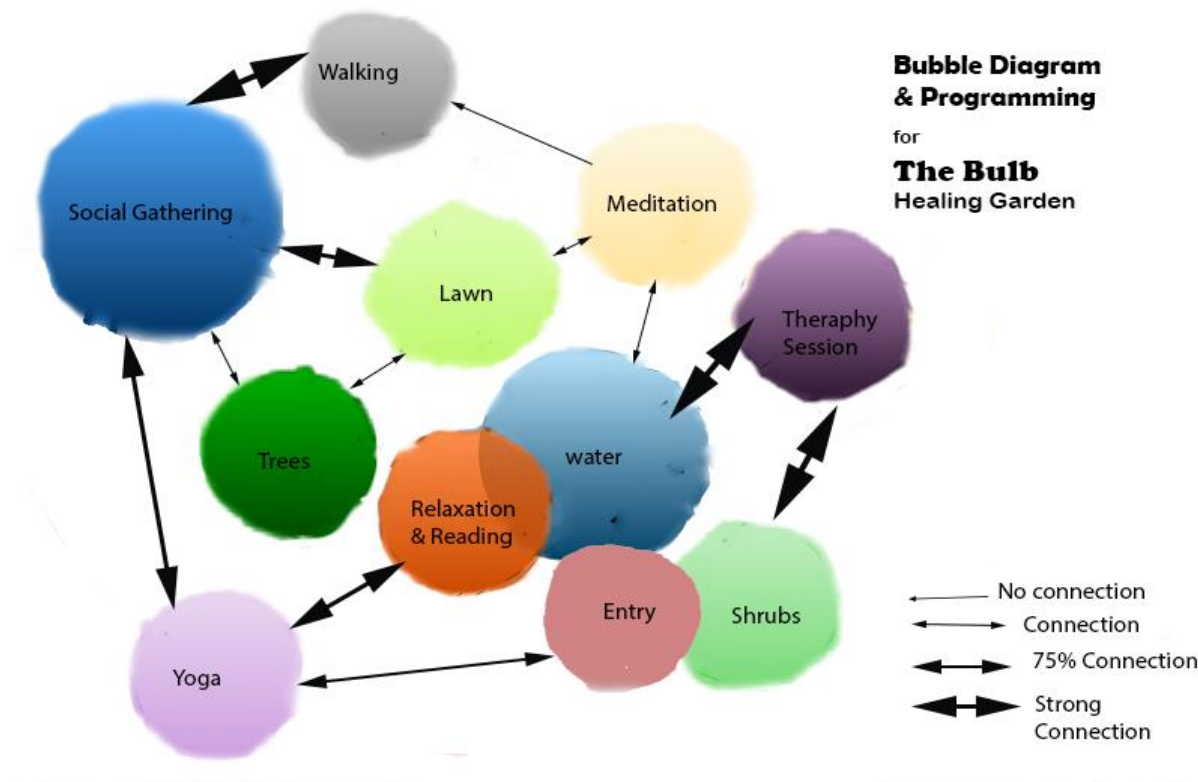 Bubble Diagram
& Programming
for
The Bulb
Healing Garden
Walking
Social Gathering
Meditation
Lawn
Theraphy
Session
Trees
water
Relaxation
& Reading
Entry
Shrubs
Yoga
No connection
Connection
75% Connection
Strong
Connection